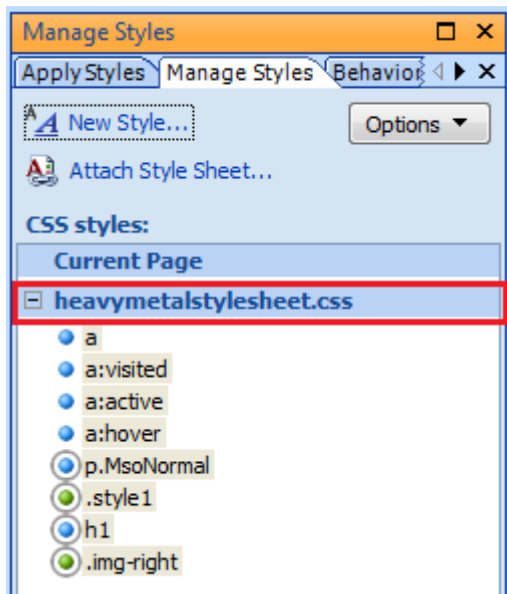 Manage Styles
Apply Styles Manage Styles Behavior
New Style... Options
Attach Style Sheet...
CSS styles:
Current Page
heavymetalstylesheet.css
a
a:visited
a:active
a:hover
p.MsoNormal
.style1
h1
.img-right